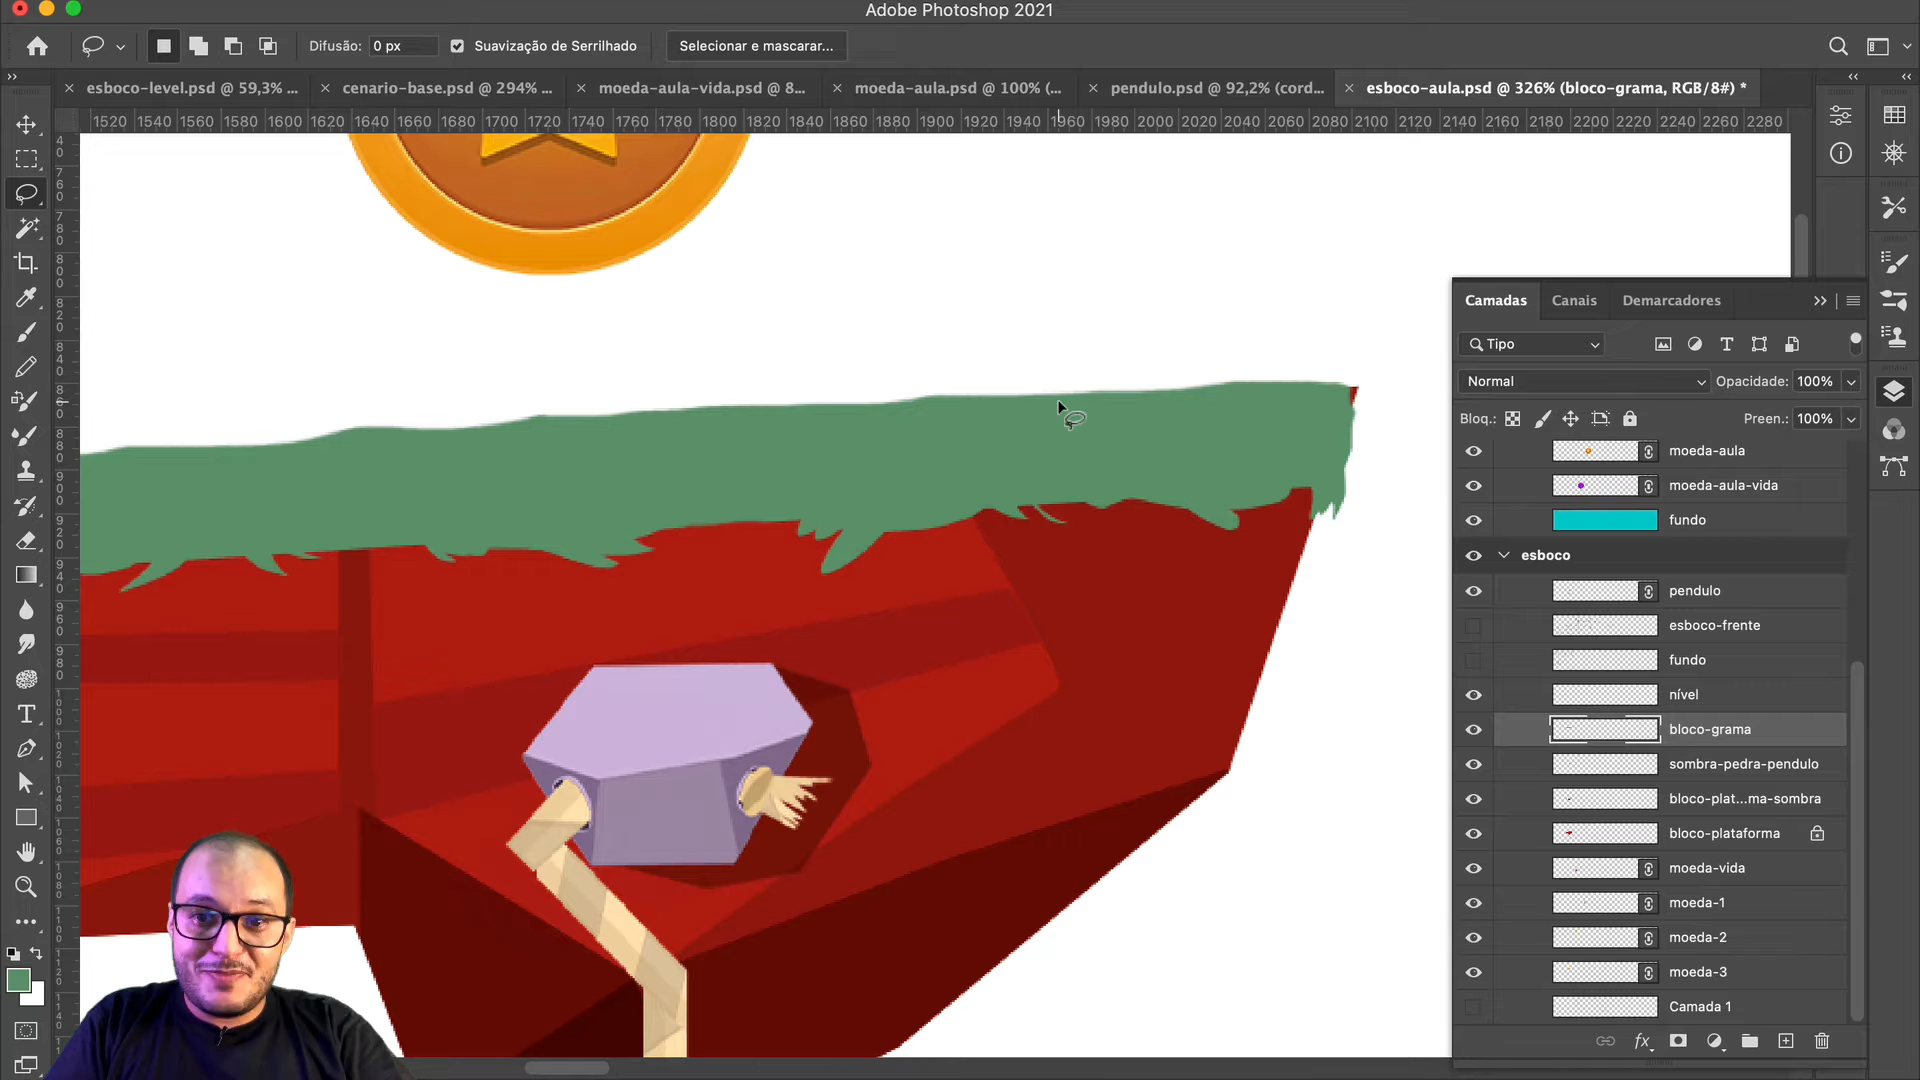 Adobe Photoshop 2021
Difusão: 0 px Suavização de Serrilhado Selecionar e mascarar...
esboco-level.psd @ 59,3% ... cenario-base.psd @ 294% ... moeda-aula-vida.psd @ 8... moeda-aula.psd @ 100% (... pendulo.psd @ 92,2% (cord... esboco-aula.psd @ 326% (bloco-grama, RGB/8#) *
1520 1540 1560 1580 1600 1620 1640 1660 1680 1700 1720 1740 1760 1780 1800 1820 1840 1860 1880 1900 1920 1940 1960 1980 2000 2020 2040 2060 2080 2100 2120 2140 2160 2180 2200 2220 2240 2260 2280
Camadas Canais Demarcadores
Tipo
Normal Opacidade: 100%
Bloq.: Preen.: 100%
moeda-aula
moeda-aula-vida
fundo
esboco
pendulo
esboco-frente
fundo
nível
bloco-grama
sombra-pedra-pendulo
bloco-plat...ma-sombra
bloco-plataforma
moeda-vida
moeda-1
moeda-2
moeda-3
Camada 1